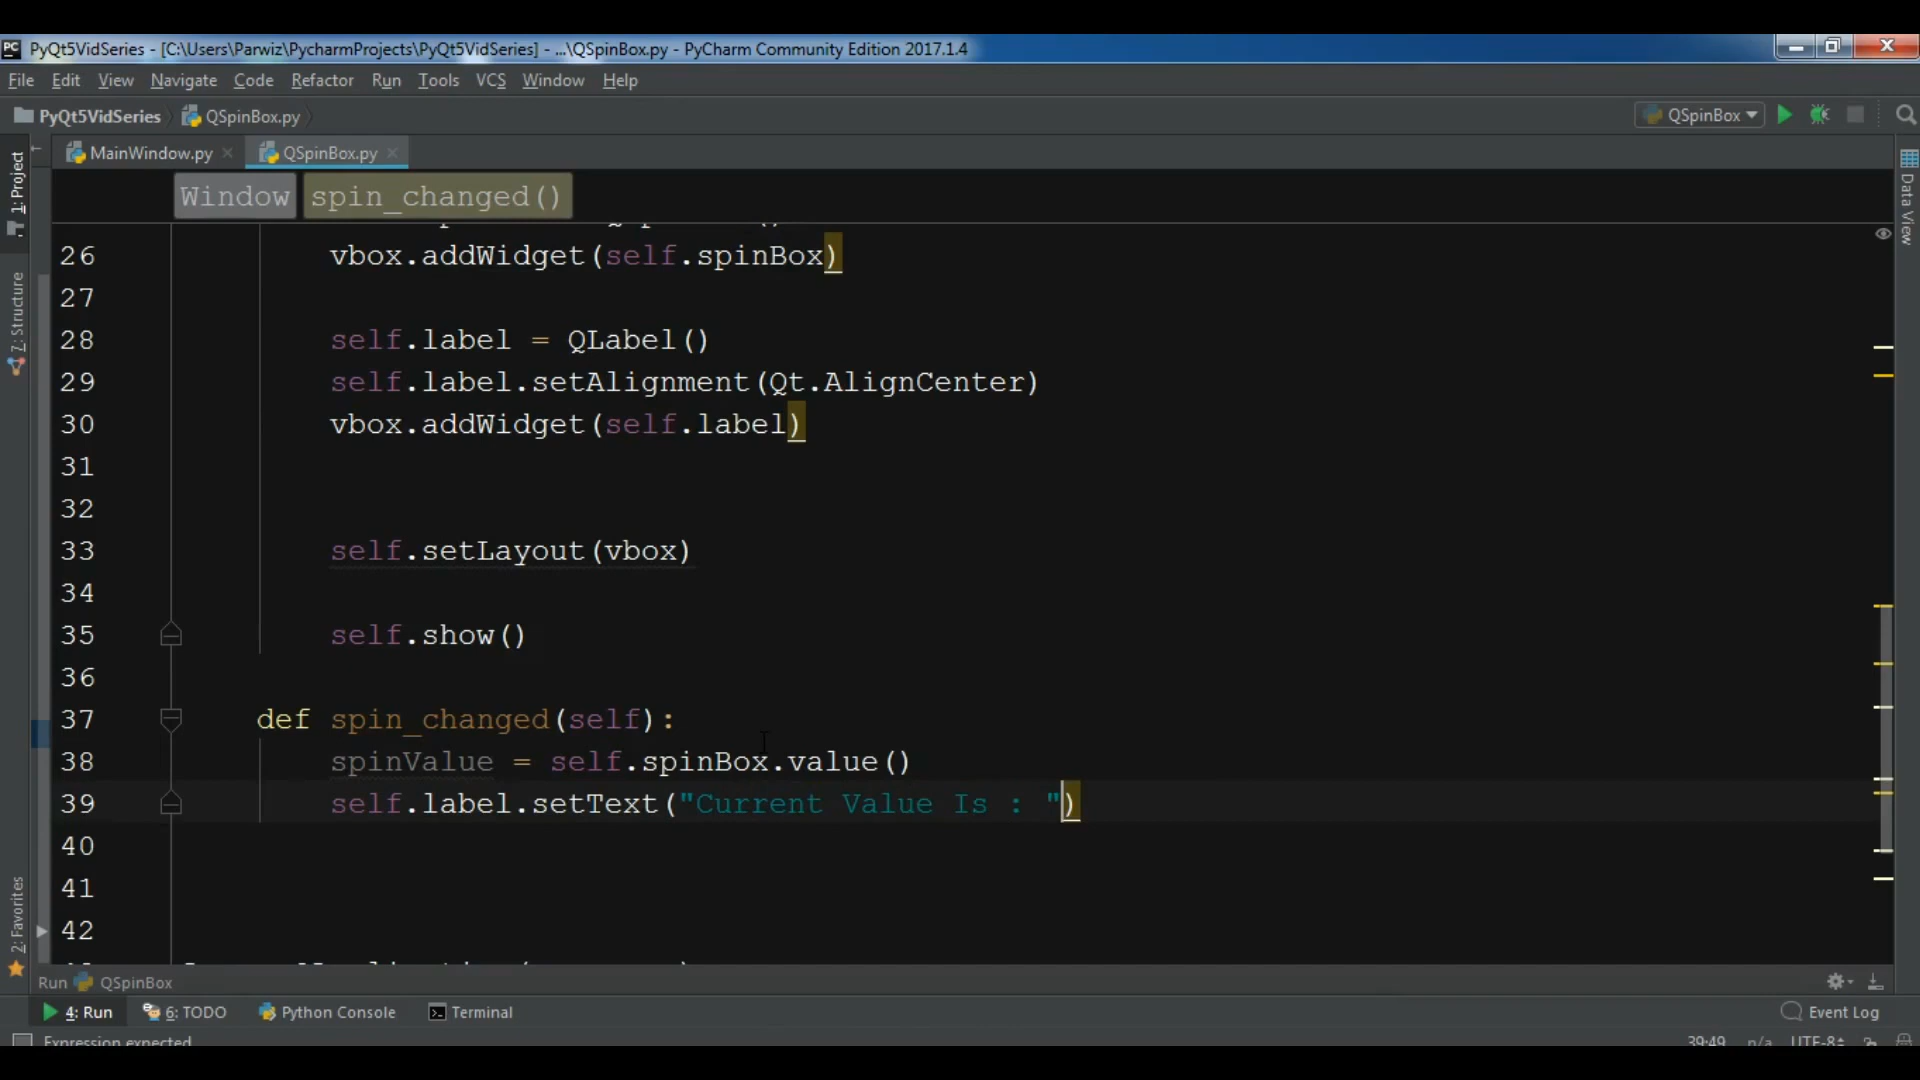 PyQt5VidSeries - [C:\Users\Parwiz\PycharmProjects\PyQt5VidSeries] - ...\QSpinBox.py - PyCharm Community Edition 2017.1.4
File Edit View Navigate Code Refactor Run Tools VCS Window Help
PyQt5VidSeries QSpinBox.py QSpinBox
MainWindow.py QSpinBox.py
Window spin_changed()
1: Project
7: Structure
2: Favorites
Data View
26 vbox.addWidget(self.spinBox)
27
28 self.label = QLabel()
29 self.label.setAlignment(Qt.AlignCenter)
30 vbox.addWidget(self.label)
31
32
33 self.setLayout(vbox)
34
35 self.show()
36
37 def spin_changed(self):
38 spinValue = self.spinBox.value()
39 self.label.setText("Current Value Is : ")
40
41
42
Run QSpinBox
4: Run 6: TODO Python Console Terminal Event Log
Expression expected 39:49 n/a UTF-8